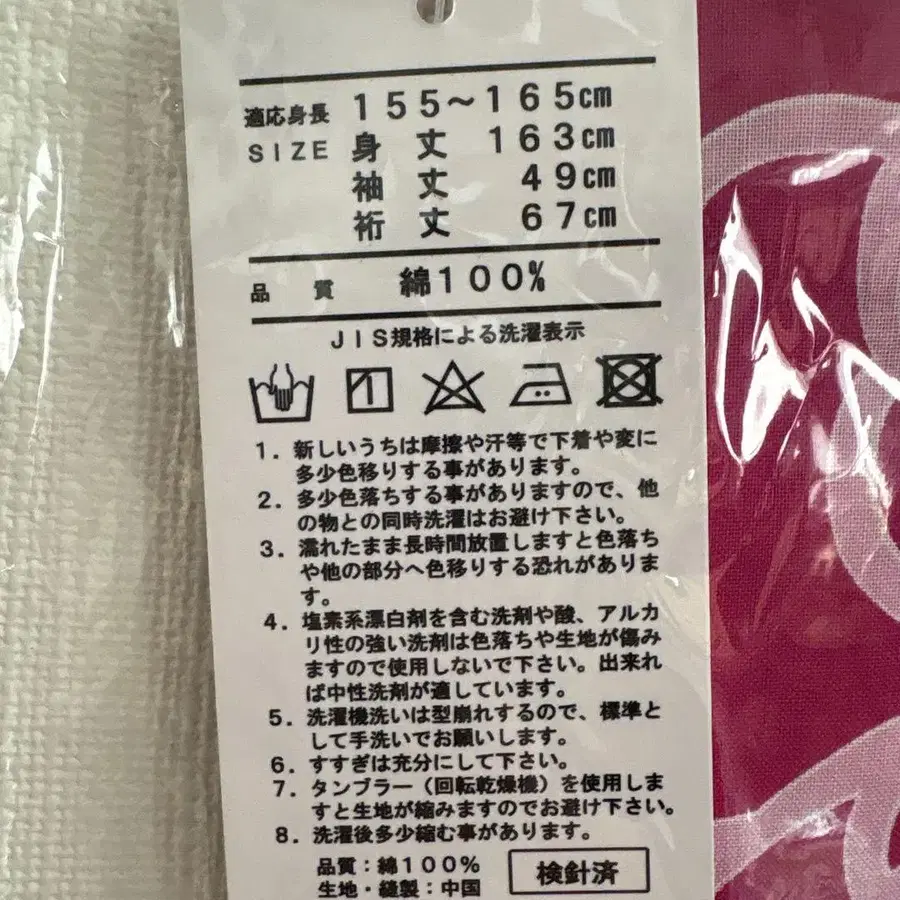 適応身長 155～165cm
SIZE 身丈 163cm
袖丈 49cm
裄丈 67cm
品質 綿100%
JIS規格による洗濯表示
1. 新しいうちは摩擦や汗等で下着や変に
多少色移りする事があります。
2. 多少色落ちする事がありますので、他
の物との同時洗濯はお避け下さい。
3. 濡れたまま長時間放置しますと色落ち
や他の部分へ色移りする恐れがありま
す。
4. 塩素系漂白剤を含む洗剤や酸、アルカ
リ性の強い洗剤は色落ちや生地が傷み
ますので使用しないで下さい。出来れ
ば中性洗剤が適しています。
5. 洗濯機洗いは型崩れするので、標準と
して手洗いでお願いします。
6. すすぎは充分にして下さい。
7. タンブラー（回転乾燥機）を使用しま
すと生地が縮みますのでお避け下さい。
8. 洗濯後多少縮む事があります。
品質：綿100%
生地・縫製：中国
検針済